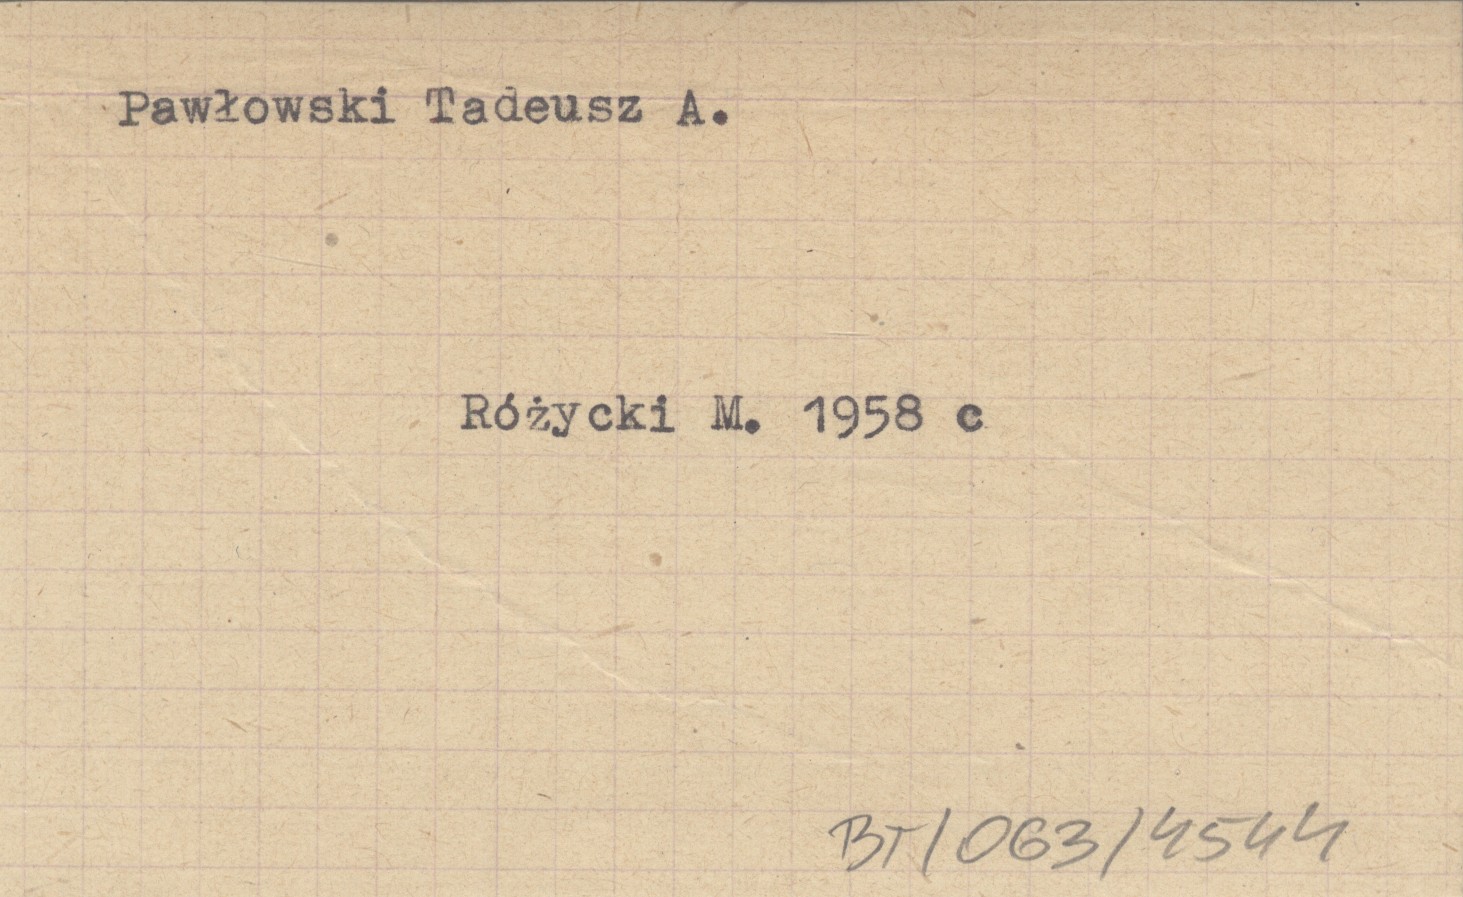 Pawłowski Tadeusz A.
Różycki M. 1958 c
BT/063/4544